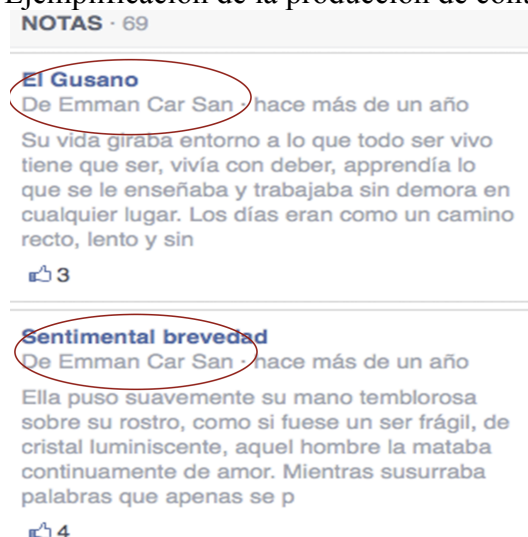 Ejemplificación de la producción de con
NOTAS · 69
El Gusano
De Emman Car San · hace más de un año
Su vida giraba entorno a lo que todo ser vivo
tiene que ser, vivía con deber, apprendía lo
que se le enseñaba y trabajaba sin demora en
cualquier lugar. Los días eran como un camino
recto, lento y sin
3
Sentimental brevedad
De Emman Car San · hace más de un año
Ella puso suavemente su mano temblorosa
sobre su rostro, como si fuese un ser frágil, de
cristal luminiscente, aquel hombre la mataba
continuamente de amor. Mientras susurraba
palabras que apenas se p
4